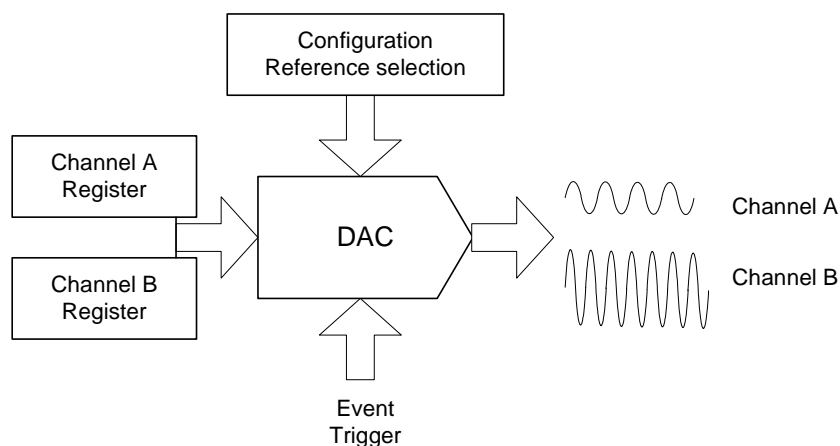 Configuration
Reference selection
Channel A
Register
DAC
Channel A
Channel B
Register
Channel B
Event
Trigger